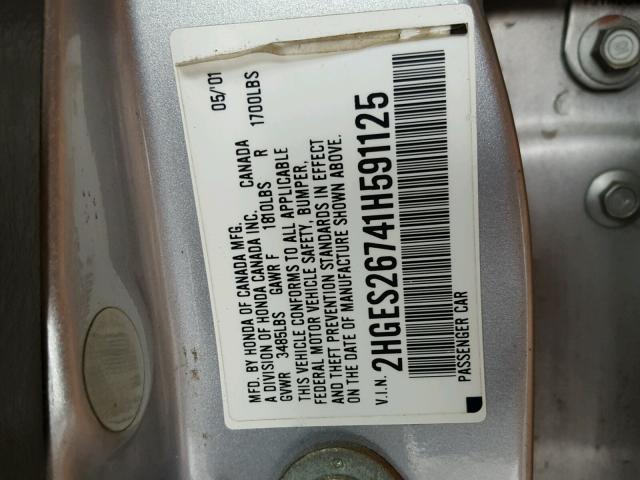 MFD. BY HONDA OF CANADA MFG. 05/01
A DIVISION OF HONDA CANADA INC. CANADA
GVWR 3485LBS GAWR F 1810LBS R 1700LBS
THIS VEHICLE CONFORMS TO ALL APPLICABLE
FEDERAL MOTOR VEHICLE SAFETY, BUMPER,
AND THEFT PREVENTION STANDARDS IN EFFECT
ON THE DATE OF MANUFACTURE SHOWN ABOVE.
V.I.N. 2HGES26741H591125
PASSENGER CAR